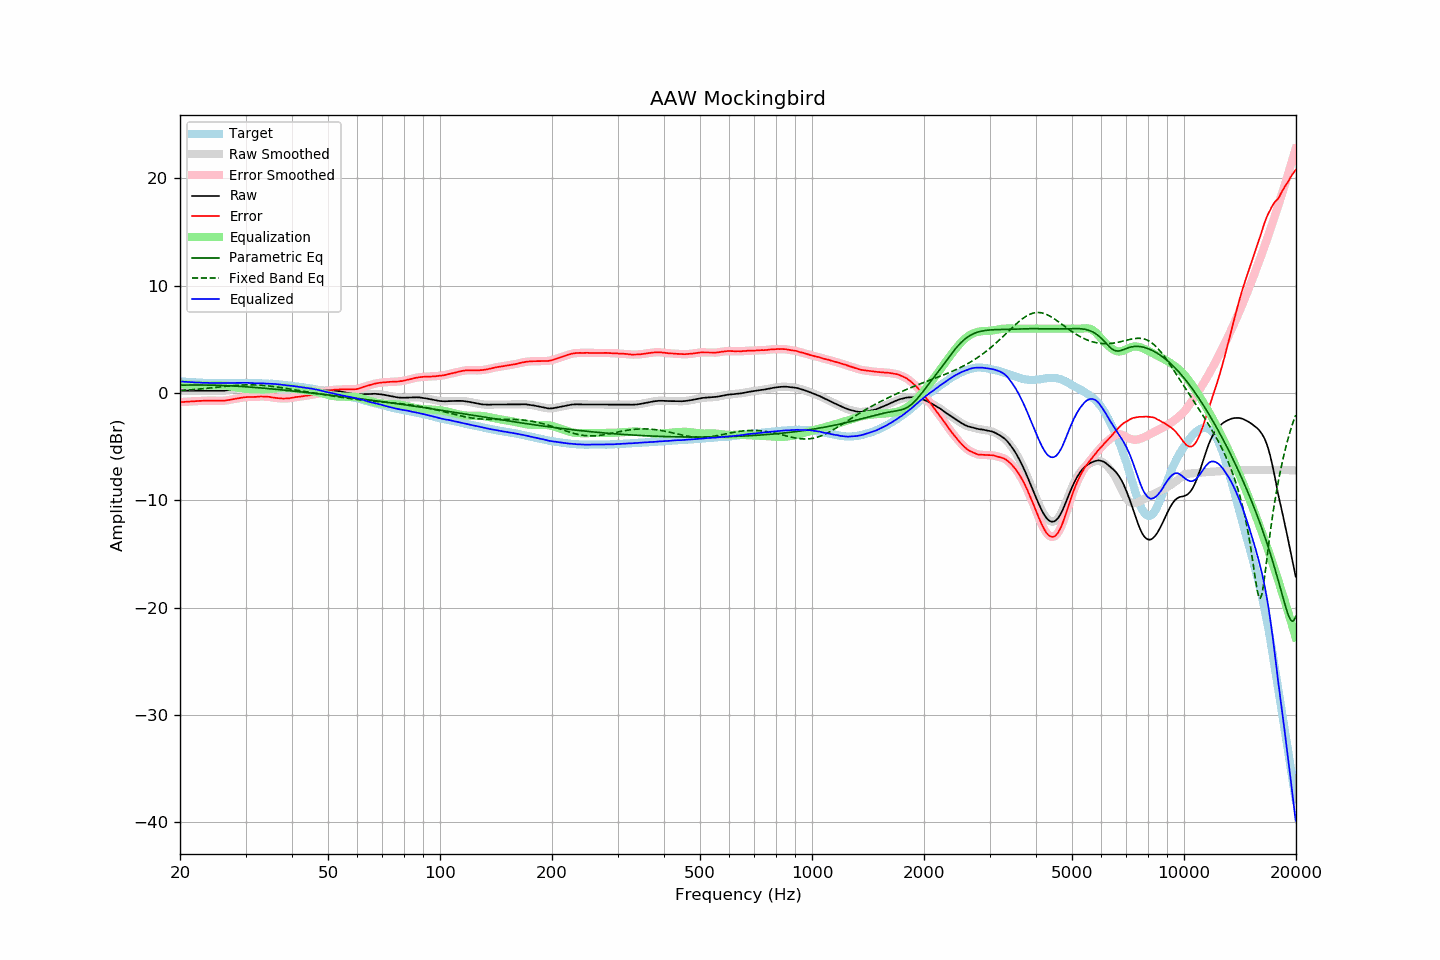 AAW Mockingbird
Target
Raw Smoothed
Error Smoothed
Raw
Error
Equalization
Parametric Eq
Fixed Band Eq
Equalized
Amplitude (dBr)
20
10
0
−10
−20
−30
−40
20 50 100 200 500 1000 2000 5000 10000 20000
Frequency (Hz)